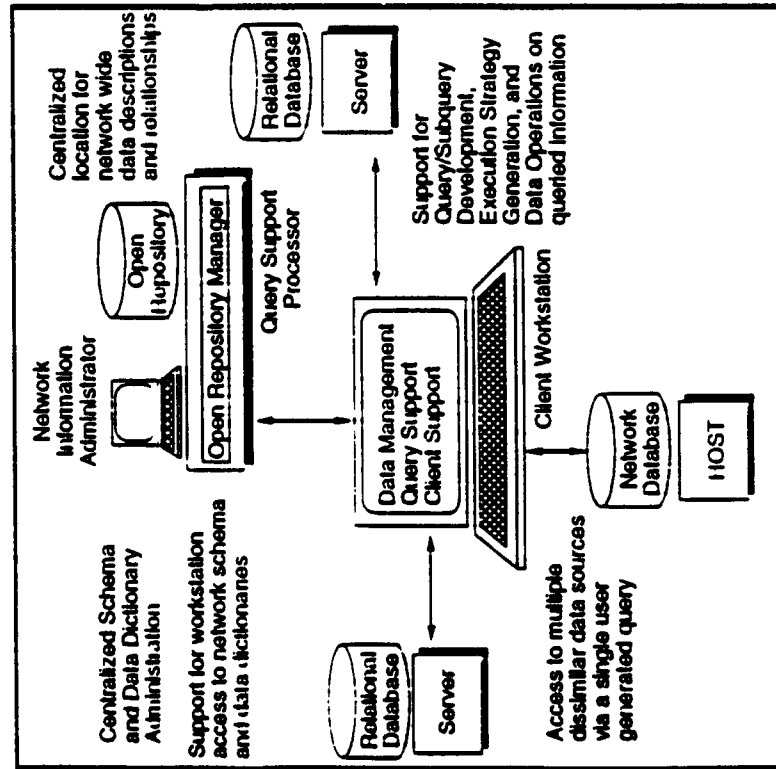 Centralized Schema
and Data Dictionary
Administration
Network
Information
Administrator
Open
Repository
Centralized
location for
network wide
data descriptions
and relationships
Support for workstation
access to network schema
and data dictionaries
Open Repository Manager
Query Support
Processor
Relational
Database
Server
Relational
Database
Server
Data Management
Query Support
Client Support
Client Workstation
Support for
Query/Subquery
Development,
Execution Strategy
Generation, and
Data Operations on
queried information
Access to multiple
dissimilar data sources
via a single user
generated query
Network
Database
HOST